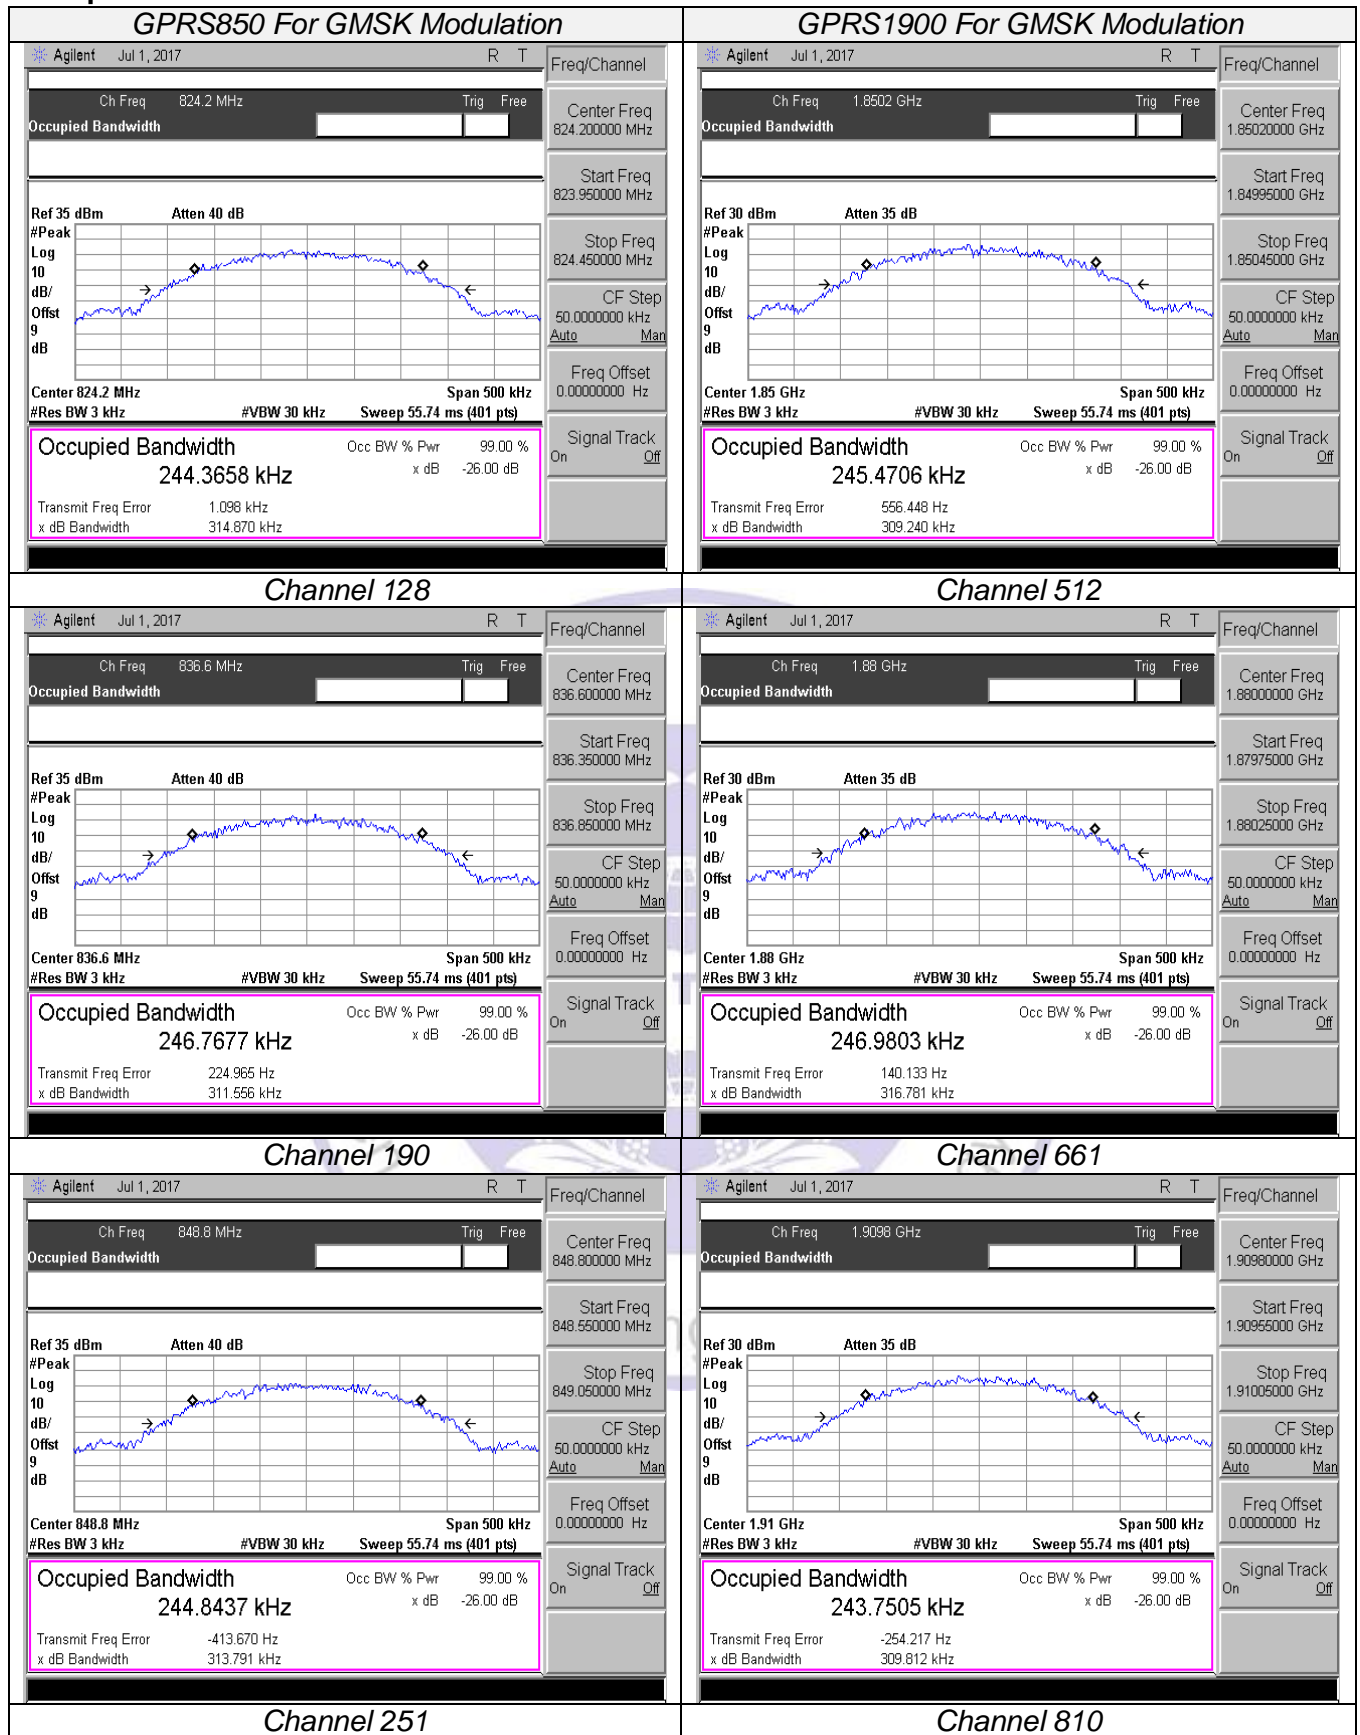 GPRS850 For GMSK Modulation
GPRS1900 For GMSK Modulation
Agilent Jul 1, 2017 R T
Freq/Channel
Ch Freq 824.2 MHz Trig Free
Occupied Bandwidth
Center Freq
824.200000 MHz
Start Freq
823.950000 MHz
Stop Freq
824.450000 MHz
CF Step
50.0000000 kHz
Auto Man
Freq Offset
0.00000000 Hz
Signal Track
On Off
Ref 35 dBm Atten 40 dB
#Peak
Log
10
dB/
Offst
9
dB
Center 824.2 MHz Span 500 kHz
#Res BW 3 kHz #VBW 30 kHz Sweep 55.74 ms (401 pts)
Occupied Bandwidth Occ BW % Pwr 99.00 %
244.3658 kHz x dB -26.00 dB
Transmit Freq Error 1.098 kHz
x dB Bandwidth 314.870 kHz
Agilent Jul 1, 2017 R T
Freq/Channel
Ch Freq 1.8502 GHz Trig Free
Occupied Bandwidth
Center Freq
1.85020000 GHz
Start Freq
1.84995000 GHz
Stop Freq
1.85045000 GHz
CF Step
50.0000000 kHz
Auto Man
Freq Offset
0.00000000 Hz
Signal Track
On Off
Ref 30 dBm Atten 35 dB
#Peak
Log
10
dB/
Offst
9
dB
Center 1.85 GHz Span 500 kHz
#Res BW 3 kHz #VBW 30 kHz Sweep 55.74 ms (401 pts)
Occupied Bandwidth Occ BW % Pwr 99.00 %
245.4706 kHz x dB -26.00 dB
Transmit Freq Error 556.448 Hz
x dB Bandwidth 309.240 kHz
Channel 128
Channel 512
Agilent Jul 1, 2017 R T
Freq/Channel
Ch Freq 836.6 MHz Trig Free
Occupied Bandwidth
Center Freq
836.600000 MHz
Start Freq
836.350000 MHz
Stop Freq
836.850000 MHz
CF Step
50.0000000 kHz
Auto Man
Freq Offset
0.00000000 Hz
Signal Track
On Off
Ref 35 dBm Atten 40 dB
#Peak
Log
10
dB/
Offst
9
dB
Center 836.6 MHz Span 500 kHz
#Res BW 3 kHz #VBW 30 kHz Sweep 55.74 ms (401 pts)
Occupied Bandwidth Occ BW % Pwr 99.00 %
246.7677 kHz x dB -26.00 dB
Transmit Freq Error 224.965 Hz
x dB Bandwidth 311.556 kHz
Agilent Jul 1, 2017 R T
Freq/Channel
Ch Freq 1.88 GHz Trig Free
Occupied Bandwidth
Center Freq
1.88000000 GHz
Start Freq
1.87975000 GHz
Stop Freq
1.88025000 GHz
CF Step
50.0000000 kHz
Auto Man
Freq Offset
0.00000000 Hz
Signal Track
On Off
Ref 30 dBm Atten 35 dB
#Peak
Log
10
dB/
Offst
9
dB
Center 1.88 GHz Span 500 kHz
#Res BW 3 kHz #VBW 30 kHz Sweep 55.74 ms (401 pts)
Occupied Bandwidth Occ BW % Pwr 99.00 %
246.9803 kHz x dB -26.00 dB
Transmit Freq Error 140.133 Hz
x dB Bandwidth 316.781 kHz
Channel 190
Channel 661
Agilent Jul 1, 2017 R T
Freq/Channel
Ch Freq 848.8 MHz Trig Free
Occupied Bandwidth
Center Freq
848.800000 MHz
Start Freq
848.550000 MHz
Stop Freq
849.050000 MHz
CF Step
50.0000000 kHz
Auto Man
Freq Offset
0.00000000 Hz
Signal Track
On Off
Ref 35 dBm Atten 40 dB
#Peak
Log
10
dB/
Offst
9
dB
Center 848.8 MHz Span 500 kHz
#Res BW 3 kHz #VBW 30 kHz Sweep 55.74 ms (401 pts)
Occupied Bandwidth Occ BW % Pwr 99.00 %
244.8437 kHz x dB -26.00 dB
Transmit Freq Error -413.670 Hz
x dB Bandwidth 313.791 kHz
Agilent Jul 1, 2017 R T
Freq/Channel
Ch Freq 1.9098 GHz Trig Free
Occupied Bandwidth
Center Freq
1.90980000 GHz
Start Freq
1.90955000 GHz
Stop Freq
1.91005000 GHz
CF Step
50.0000000 kHz
Auto Man
Freq Offset
0.00000000 Hz
Signal Track
On Off
Ref 30 dBm Atten 35 dB
#Peak
Log
10
dB/
Offst
9
dB
Center 1.91 GHz Span 500 kHz
#Res BW 3 kHz #VBW 30 kHz Sweep 55.74 ms (401 pts)
Occupied Bandwidth Occ BW % Pwr 99.00 %
243.7505 kHz x dB -26.00 dB
Transmit Freq Error -254.217 Hz
x dB Bandwidth 309.812 kHz
Channel 251
Channel 810